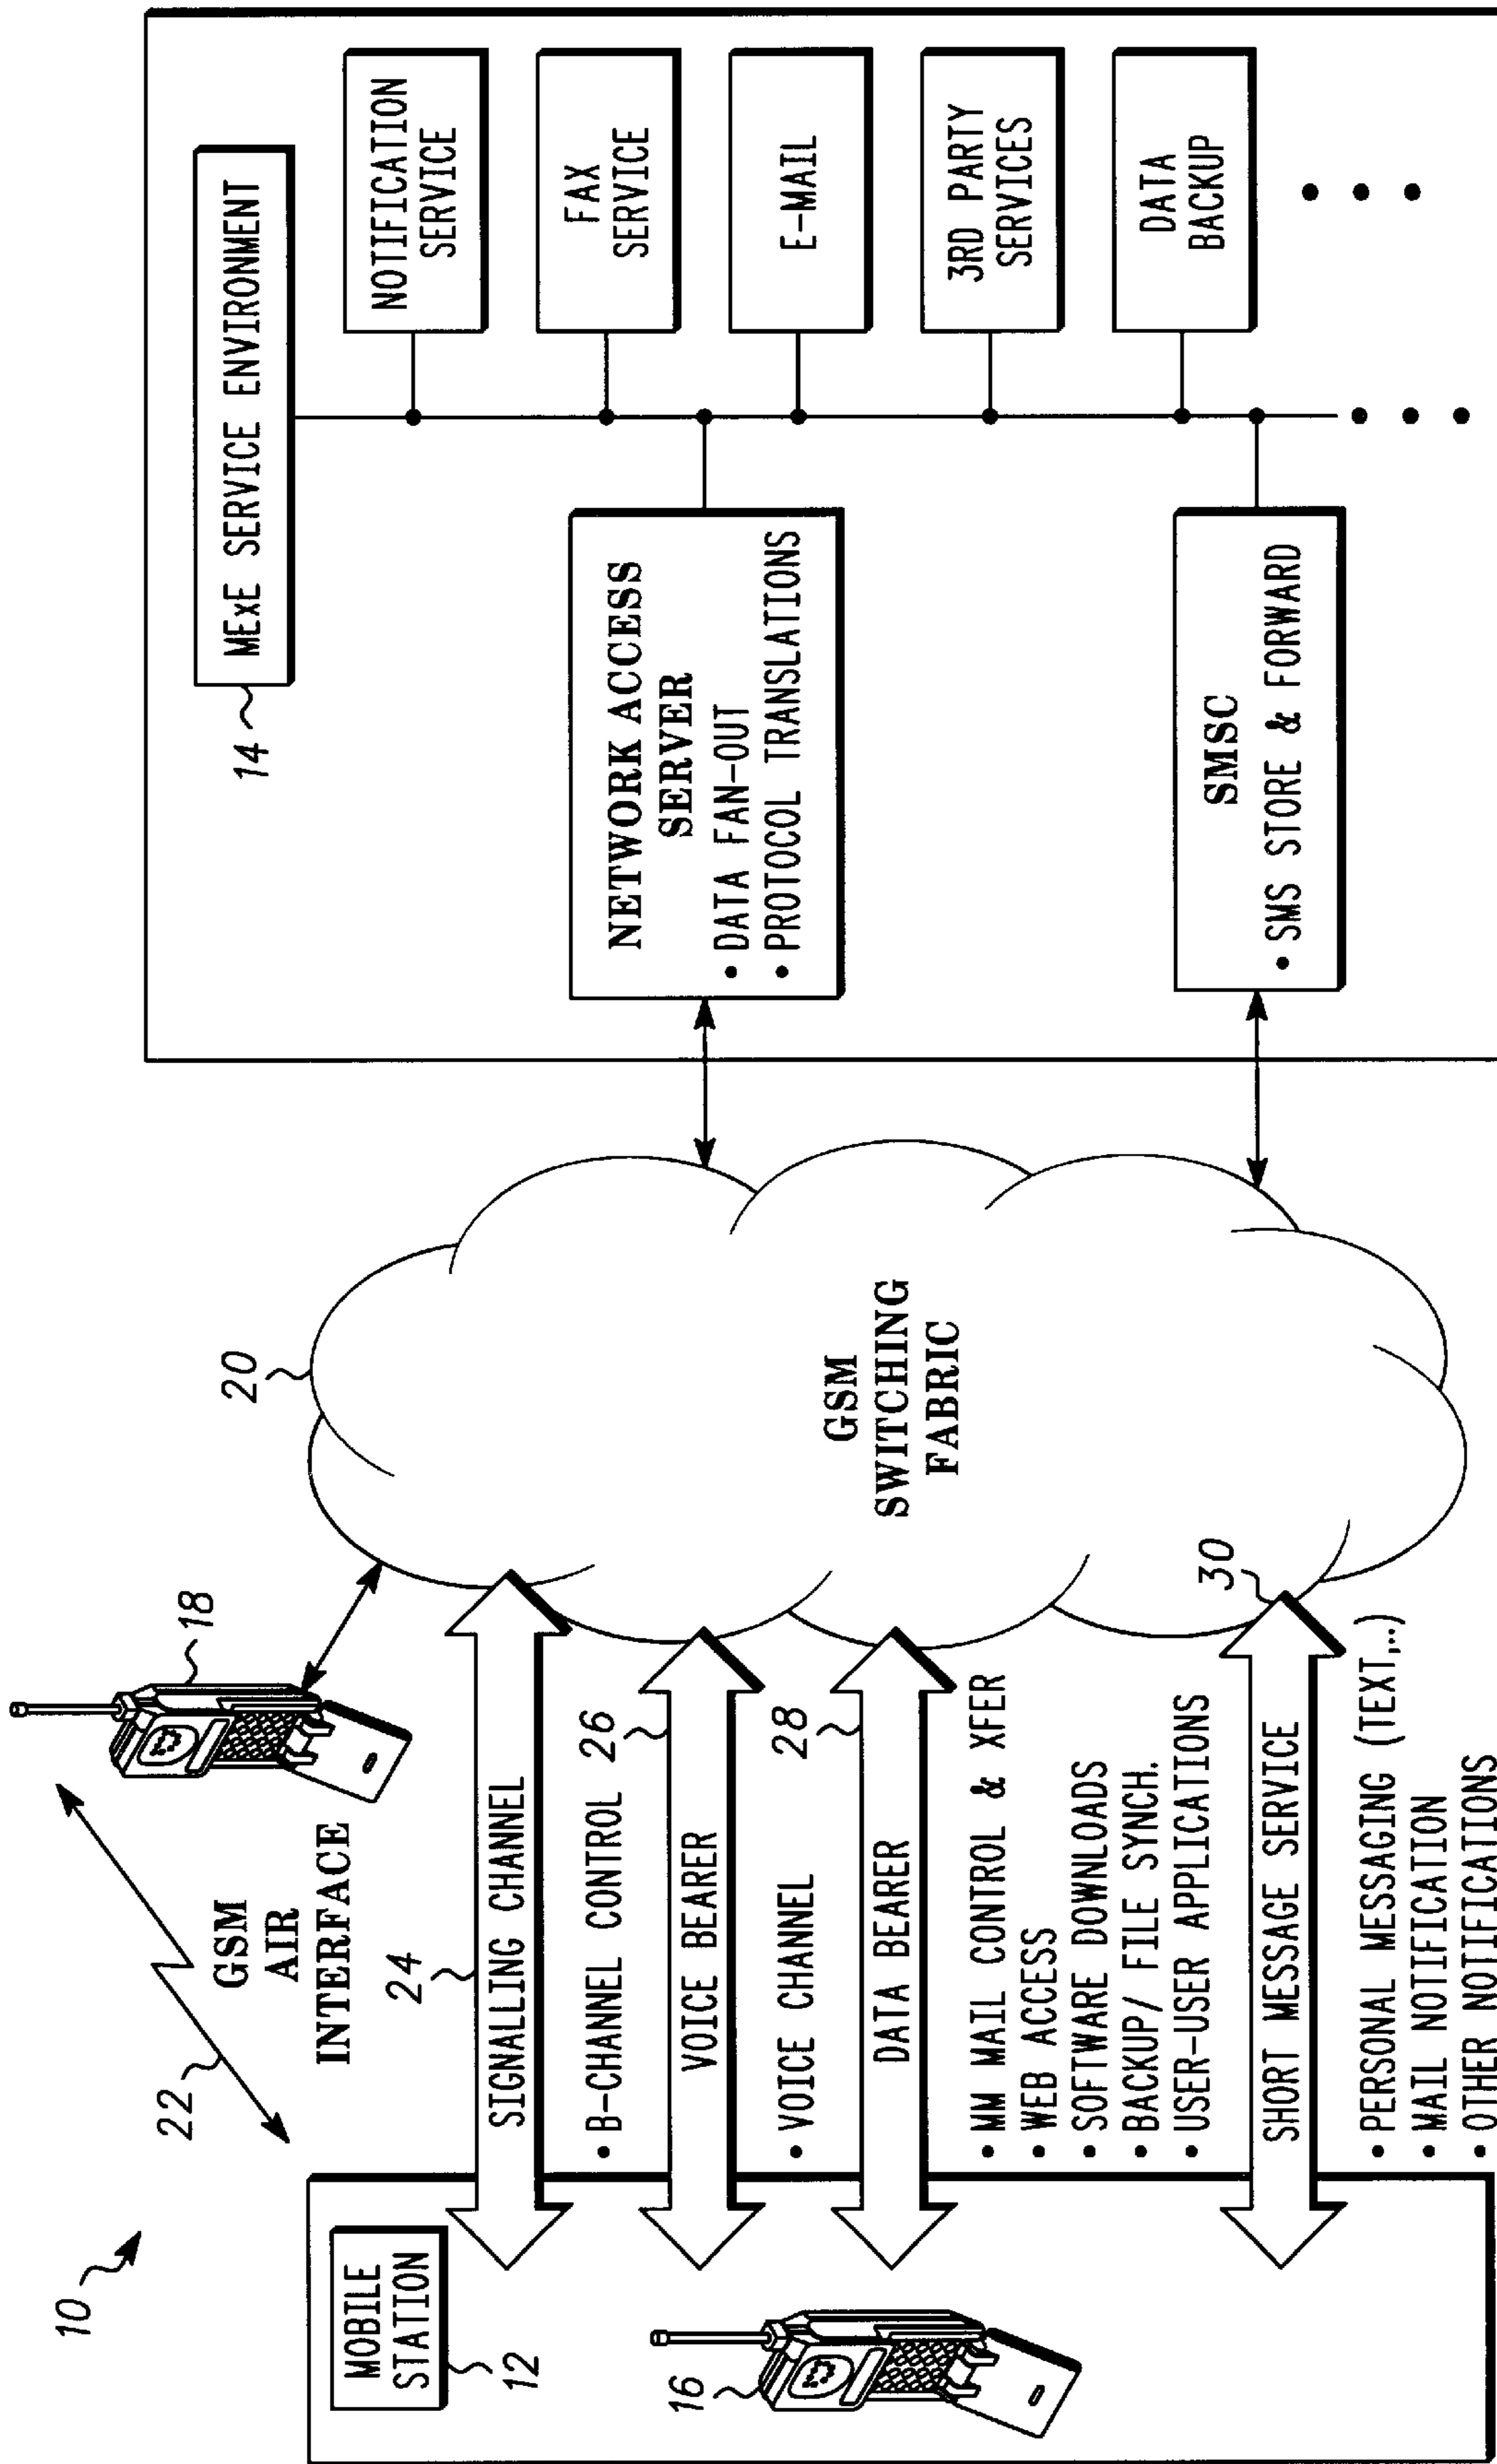 10
MOBILE
STATION
12
16
22
GSM
AIR
INTERFACE
18
24
SIGNALLING CHANNEL
• B-CHANNEL CONTROL
26
VOICE BEARER
• VOICE CHANNEL
28
DATA BEARER
• MM MAIL CONTROL & XFER
• WEB ACCESS
• SOFTWARE DOWNLOADS
• BACKUP/ FILE SYNCH.
• USER-USER APPLICATIONS
30
SHORT MESSAGE SERVICE
• PERSONAL MESSAGING (TEXT,..)
• MAIL NOTIFICATION
• OTHER NOTIFICATIONS
20
GSM
SWITCHING
FABRIC
14
MEXE SERVICE ENVIRONMENT
NETWORK ACCESS
SERVER
• DATA FAN-OUT
• PROTOCOL TRANSLATIONS
SMSC
• SMS STORE & FORWARD
NOTIFICATION
SERVICE
FAX
SERVICE
E-MAIL
3RD PARTY
SERVICES
DATA
BACKUP